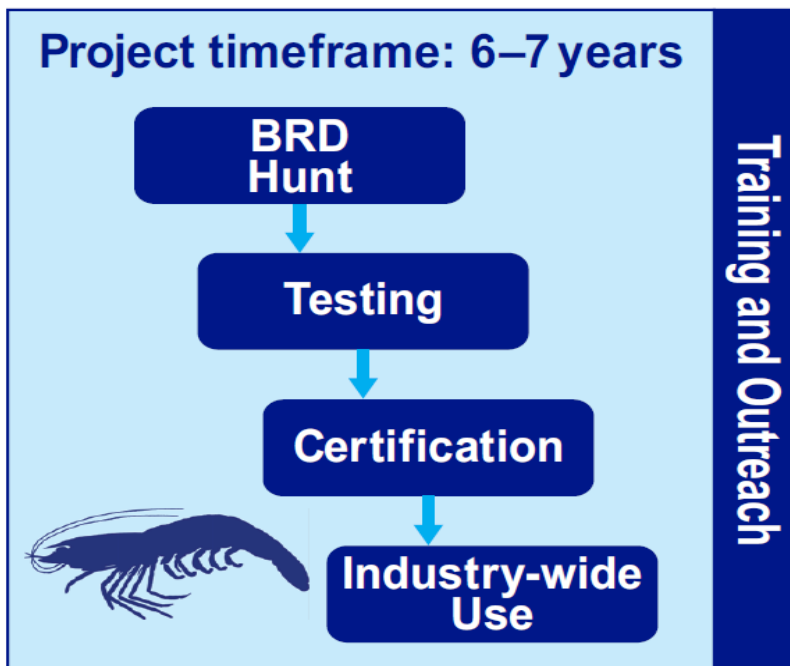 Project timeframe: 6–7 years
BRD
Hunt
Testing
Certification
Industry-wide
Use
Training and Outreach